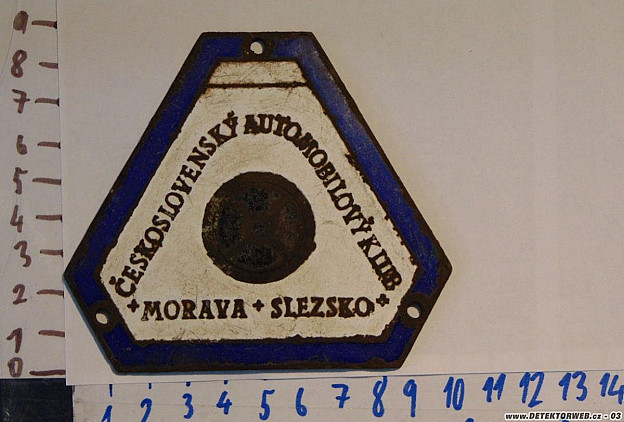 ČESKOSLOVENSKÝ AUTOMOBILOVÝ KLUB
+ MORAVA + SLEZSKO +
9
8
7
6
5
4
3
2
1
0
1 2 3 4 5 6 7 8 9 10 11 12 13 14
www.DETEKTORWEB.cz - 03